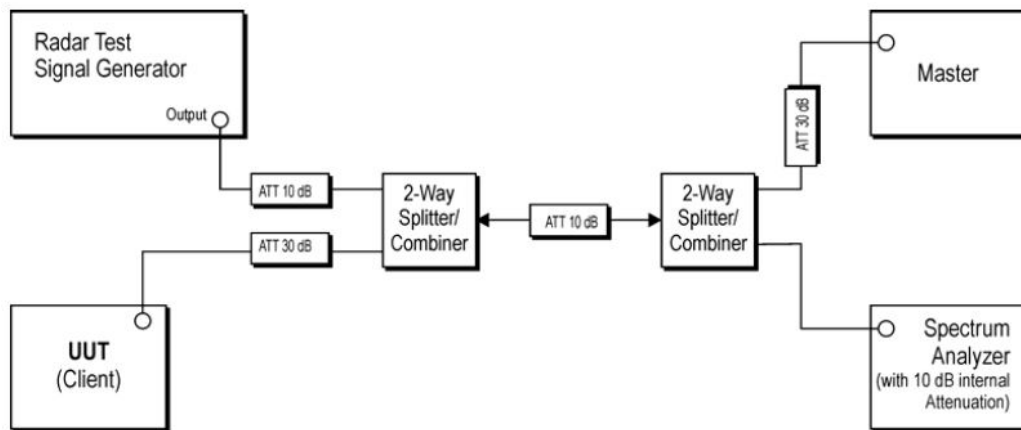 Radar Test
Signal Generator
Output
ATT 10 dB
ATT 30 dB
UUT
(Client)
2-Way
Splitter/
Combiner
ATT 10 dB
2-Way
Splitter/
Combiner
ATT 30 dB
Master
Spectrum
Analyzer
(with 10 dB internal
Attenuation)